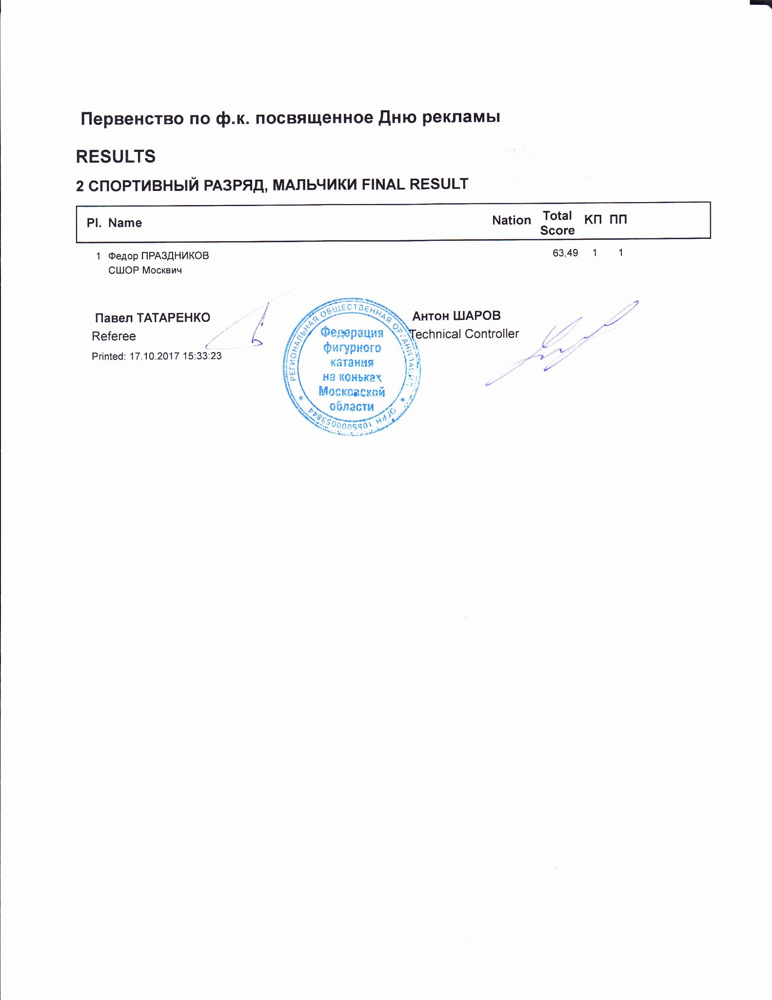 Первенство по ф.к. посвященное Дню рекламы
RESULTS
2 СПОРТИВНЫЙ РАЗРЯД, МАЛЬЧИКИ FINAL RESULT
Pl. Name Nation Total Score КП ПП
1 Федор ПРАЗДНИКОВ 63,49 1 1
СШОР Москвич
Павел ТАТАРЕНКО
Referee
Printed: 17.10.2017 15:33:23
РЕГИОНАЛЬНАЯ ОБЩЕСТВЕННАЯ ОРГАНИЗАЦИЯ
* ОГРН 1055000053844 *
Федерация
фигурного
катания
на коньках
Московской
области
Антон ШАРОВ
Technical Controller